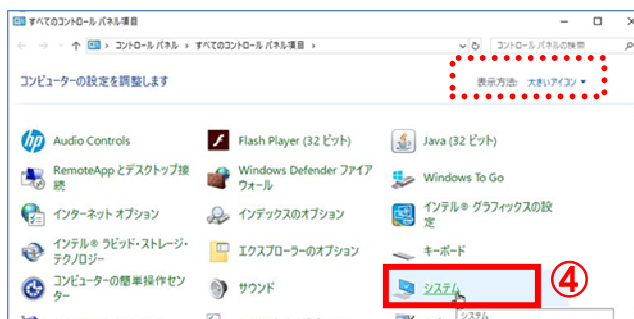 すべてのコントロール パネル項目
コントロール パネル › すべてのコントロール パネル項目 ›
コントロール パネルの検索
コンピューターの設定を調整します
表示方法: 大きいアイコン
Audio Controls
Flash Player (32 ビット)
Java (32 ビット)
RemoteApp とデスクトップ接
続
Windows Defender ファイア
ウォール
Windows To Go
インターネット オプション
インデックスのオプション
インテル® グラフィックスの設
定
インテル® ラピッド・ストレージ・
テクノロジー
エクスプローラーのオプション
キーボード
コンピューターの簡単操作セン
ター
サウンド
システム
④
システム